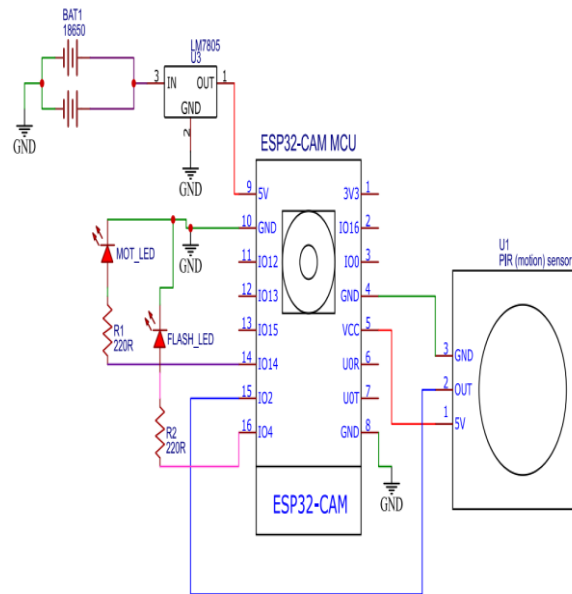 BAT1
18650
LM7805
U3
3 IN OUT 1
GND
2
GND
GND
ESP32-CAM MCU
9 5V 3V3 1
10 GND IO16 2
11 IO12 IO0 3
12 IO13 GND 4
13 IO15 VCC 5
14 IO14 U0R 6
15 IO2 U0T 7
16 IO4 GND 8
ESP32-CAM
GND
MOT_LED
R1
220R
FLASH_LED
R2
220R
GND
U1
PIR (motion) sensor
3 GND
2 OUT
1 5V